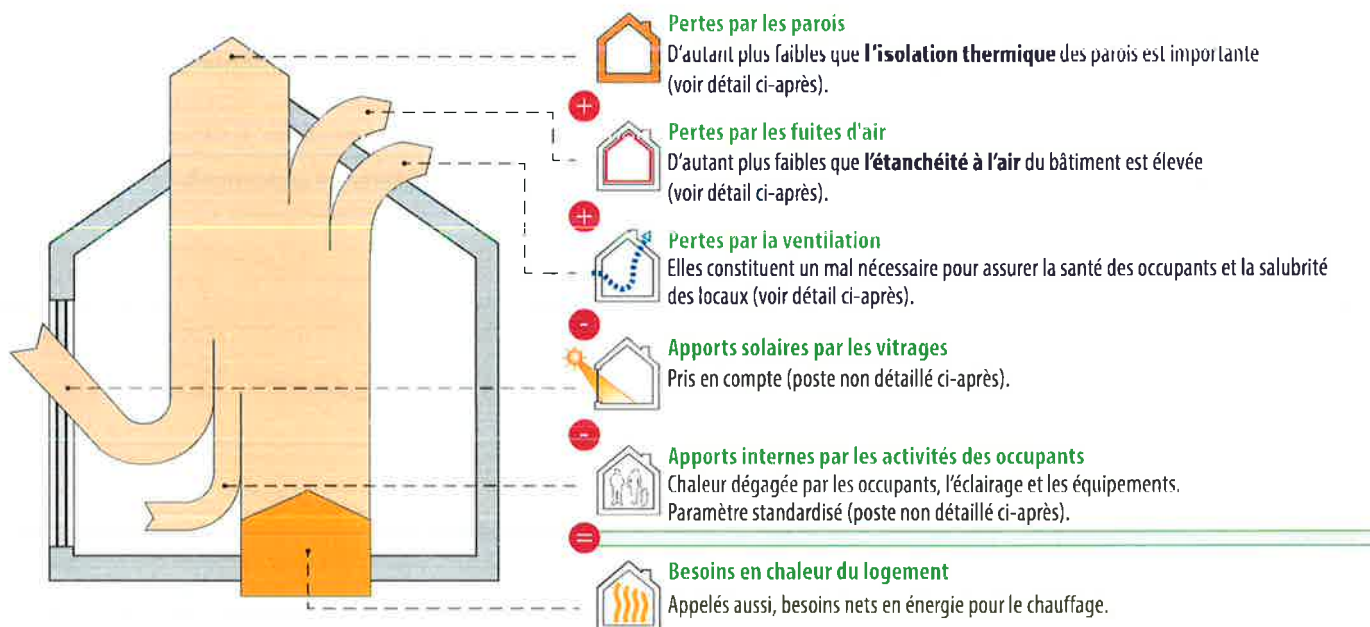 Pertes par les parois
D'autant plus faibles que l'isolation thermique des parois est importante
(voir détail ci-après).
+
Pertes par les fuites d'air
D'autant plus faibles que l'étanchéité à l'air du bâtiment est élevée
(voir détail ci-après).
+
Pertes par la ventilation
Elles constituent un mal nécessaire pour assurer la santé des occupants et la salubrité
des locaux (voir détail ci-après).
-
Apports solaires par les vitrages
Pris en compte (poste non détaillé ci-après).
-
Apports internes par les activités des occupants
Chaleur dégagée par les occupants, l'éclairage et les équipements.
Paramètre standardisé (poste non détaillé ci-après).
=
Besoins en chaleur du logement
Appelés aussi, besoins nets en énergie pour le chauffage.